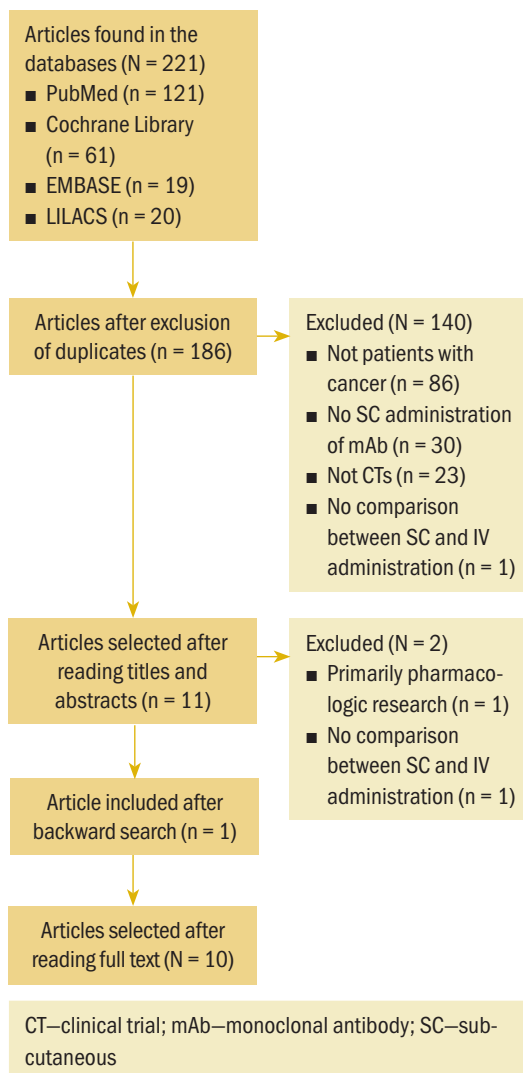 Articles found in the
databases (N = 221)
■ PubMed (n = 121)
■ Cochrane Library
(n = 61)
■ EMBASE (n = 19)
■ LILACS (n = 20)
Articles after exclusion
of duplicates (n = 186)
Excluded (N = 140)
■ Not patients with
cancer (n = 86)
■ No SC administration
of mAb (n = 30)
■ Not CTs (n = 23)
■ No comparison
between SC and IV
administration (n = 1)
Articles selected after
reading titles and
abstracts (n = 11)
Excluded (N = 2)
■ Primarily pharmaco-
logic research (n = 1)
■ No comparison
between SC and IV
administration (n = 1)
Article included after
backward search (n = 1)
Articles selected after
reading full text (N = 10)
CT—clinical trial; mAb—monoclonal antibody; SC—sub-
cutaneous